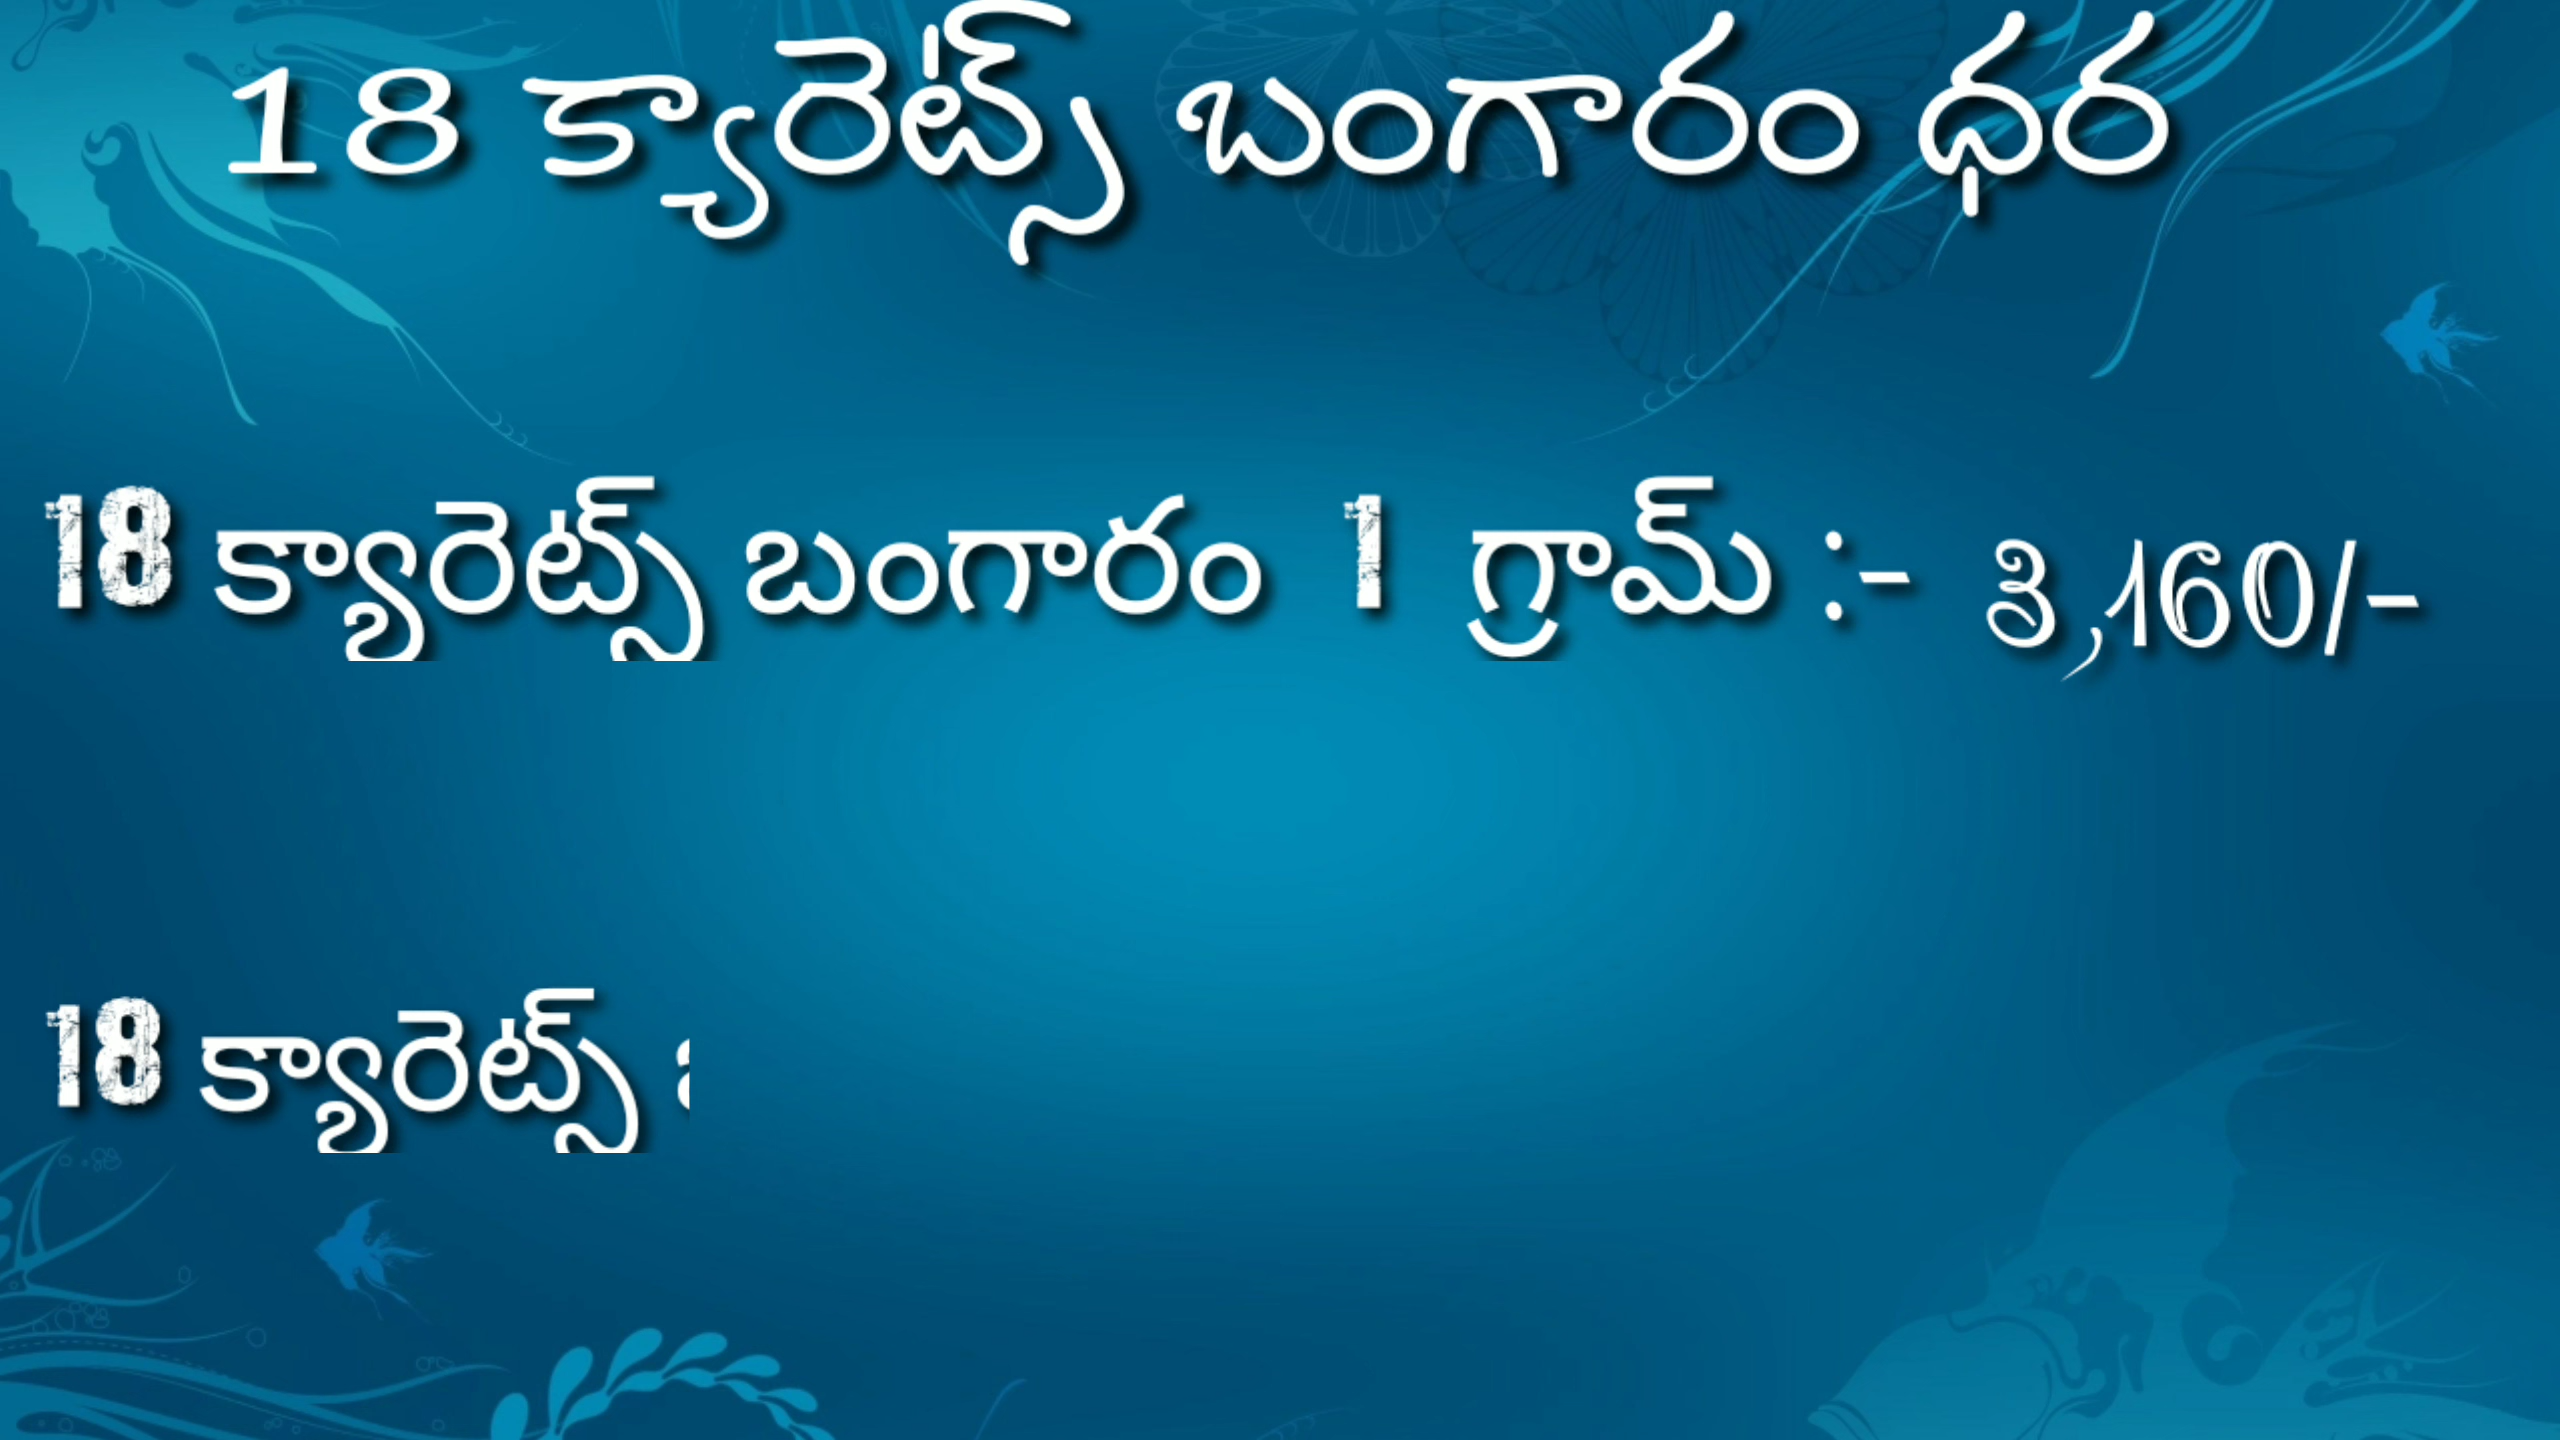 18 క్యారెట్స్ బంగారం ధర
18 క్యారెట్స్ బంగారం 1 గ్రామ్ :- 3,160/-
18 క్యారెట్స్